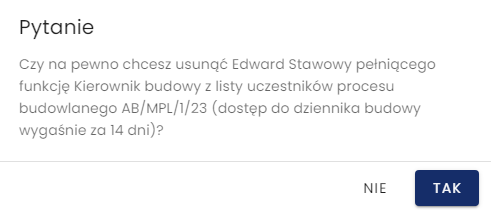 Pytanie
Czy na pewno chcesz usunąć Edward Stawowy pełniącego
funkcję Kierownik budowy z listy uczestników procesu
budowlanego AB/MPL/1/23 (dostęp do dziennika budowy
wygaśnie za 14 dni)?
NIE
TAK